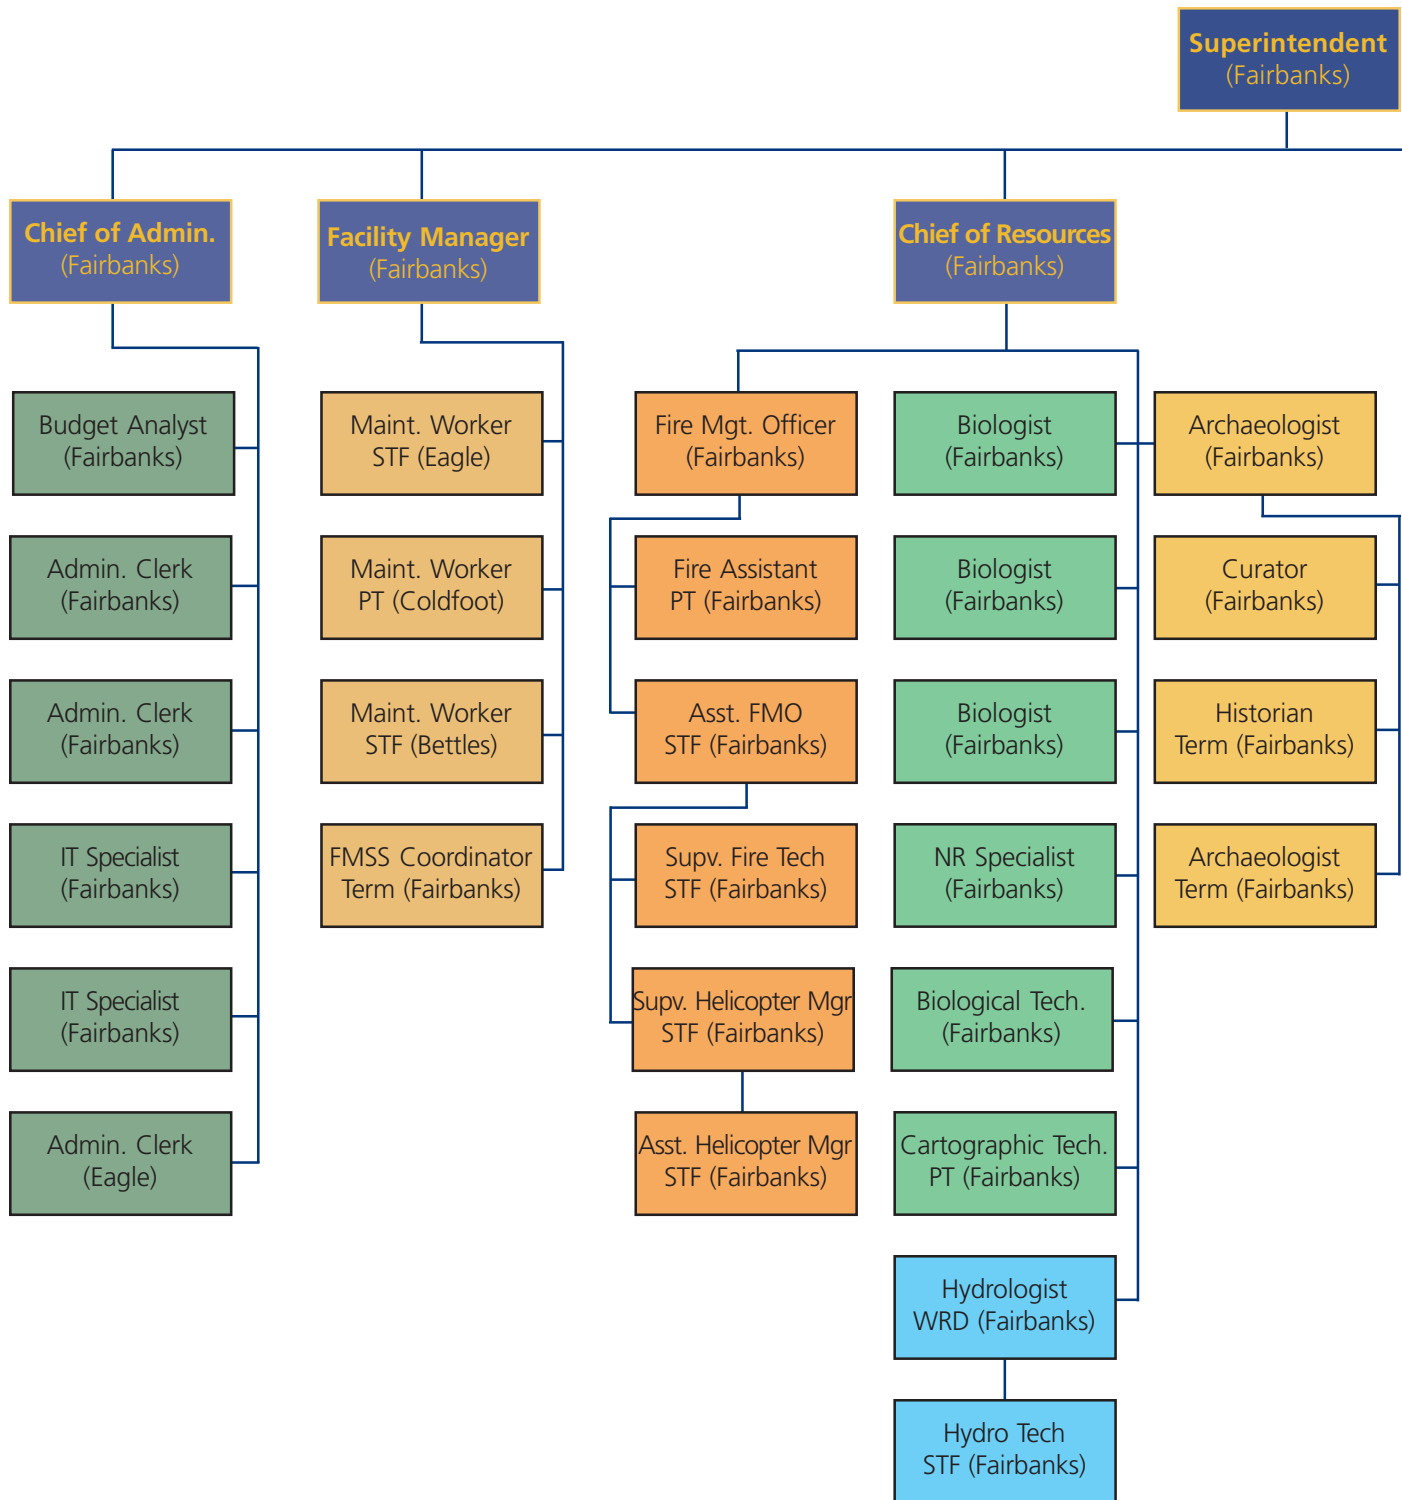 Superintendent
(Fairbanks)
Chief of Admin.
(Fairbanks)
Facility Manager
(Fairbanks)
Chief of Resources
(Fairbanks)
Budget Analyst
(Fairbanks)
Admin. Clerk
(Fairbanks)
Admin. Clerk
(Fairbanks)
IT Specialist
(Fairbanks)
IT Specialist
(Fairbanks)
Admin. Clerk
(Eagle)
Maint. Worker
STF (Eagle)
Maint. Worker
PT (Coldfoot)
Maint. Worker
STF (Bettles)
FMSS Coordinator
Term (Fairbanks)
Fire Mgt. Officer
(Fairbanks)
Fire Assistant
PT (Fairbanks)
Asst. FMO
STF (Fairbanks)
Supv. Fire Tech
STF (Fairbanks)
Supv. Helicopter Mgr
STF (Fairbanks)
Asst. Helicopter Mgr
STF (Fairbanks)
Biologist
(Fairbanks)
Biologist
(Fairbanks)
Biologist
(Fairbanks)
NR Specialist
(Fairbanks)
Biological Tech.
(Fairbanks)
Cartographic Tech.
PT (Fairbanks)
Hydrologist
WRD (Fairbanks)
Hydro Tech
STF (Fairbanks)
Archaeologist
(Fairbanks)
Curator
(Fairbanks)
Historian
Term (Fairbanks)
Archaeologist
Term (Fairbanks)